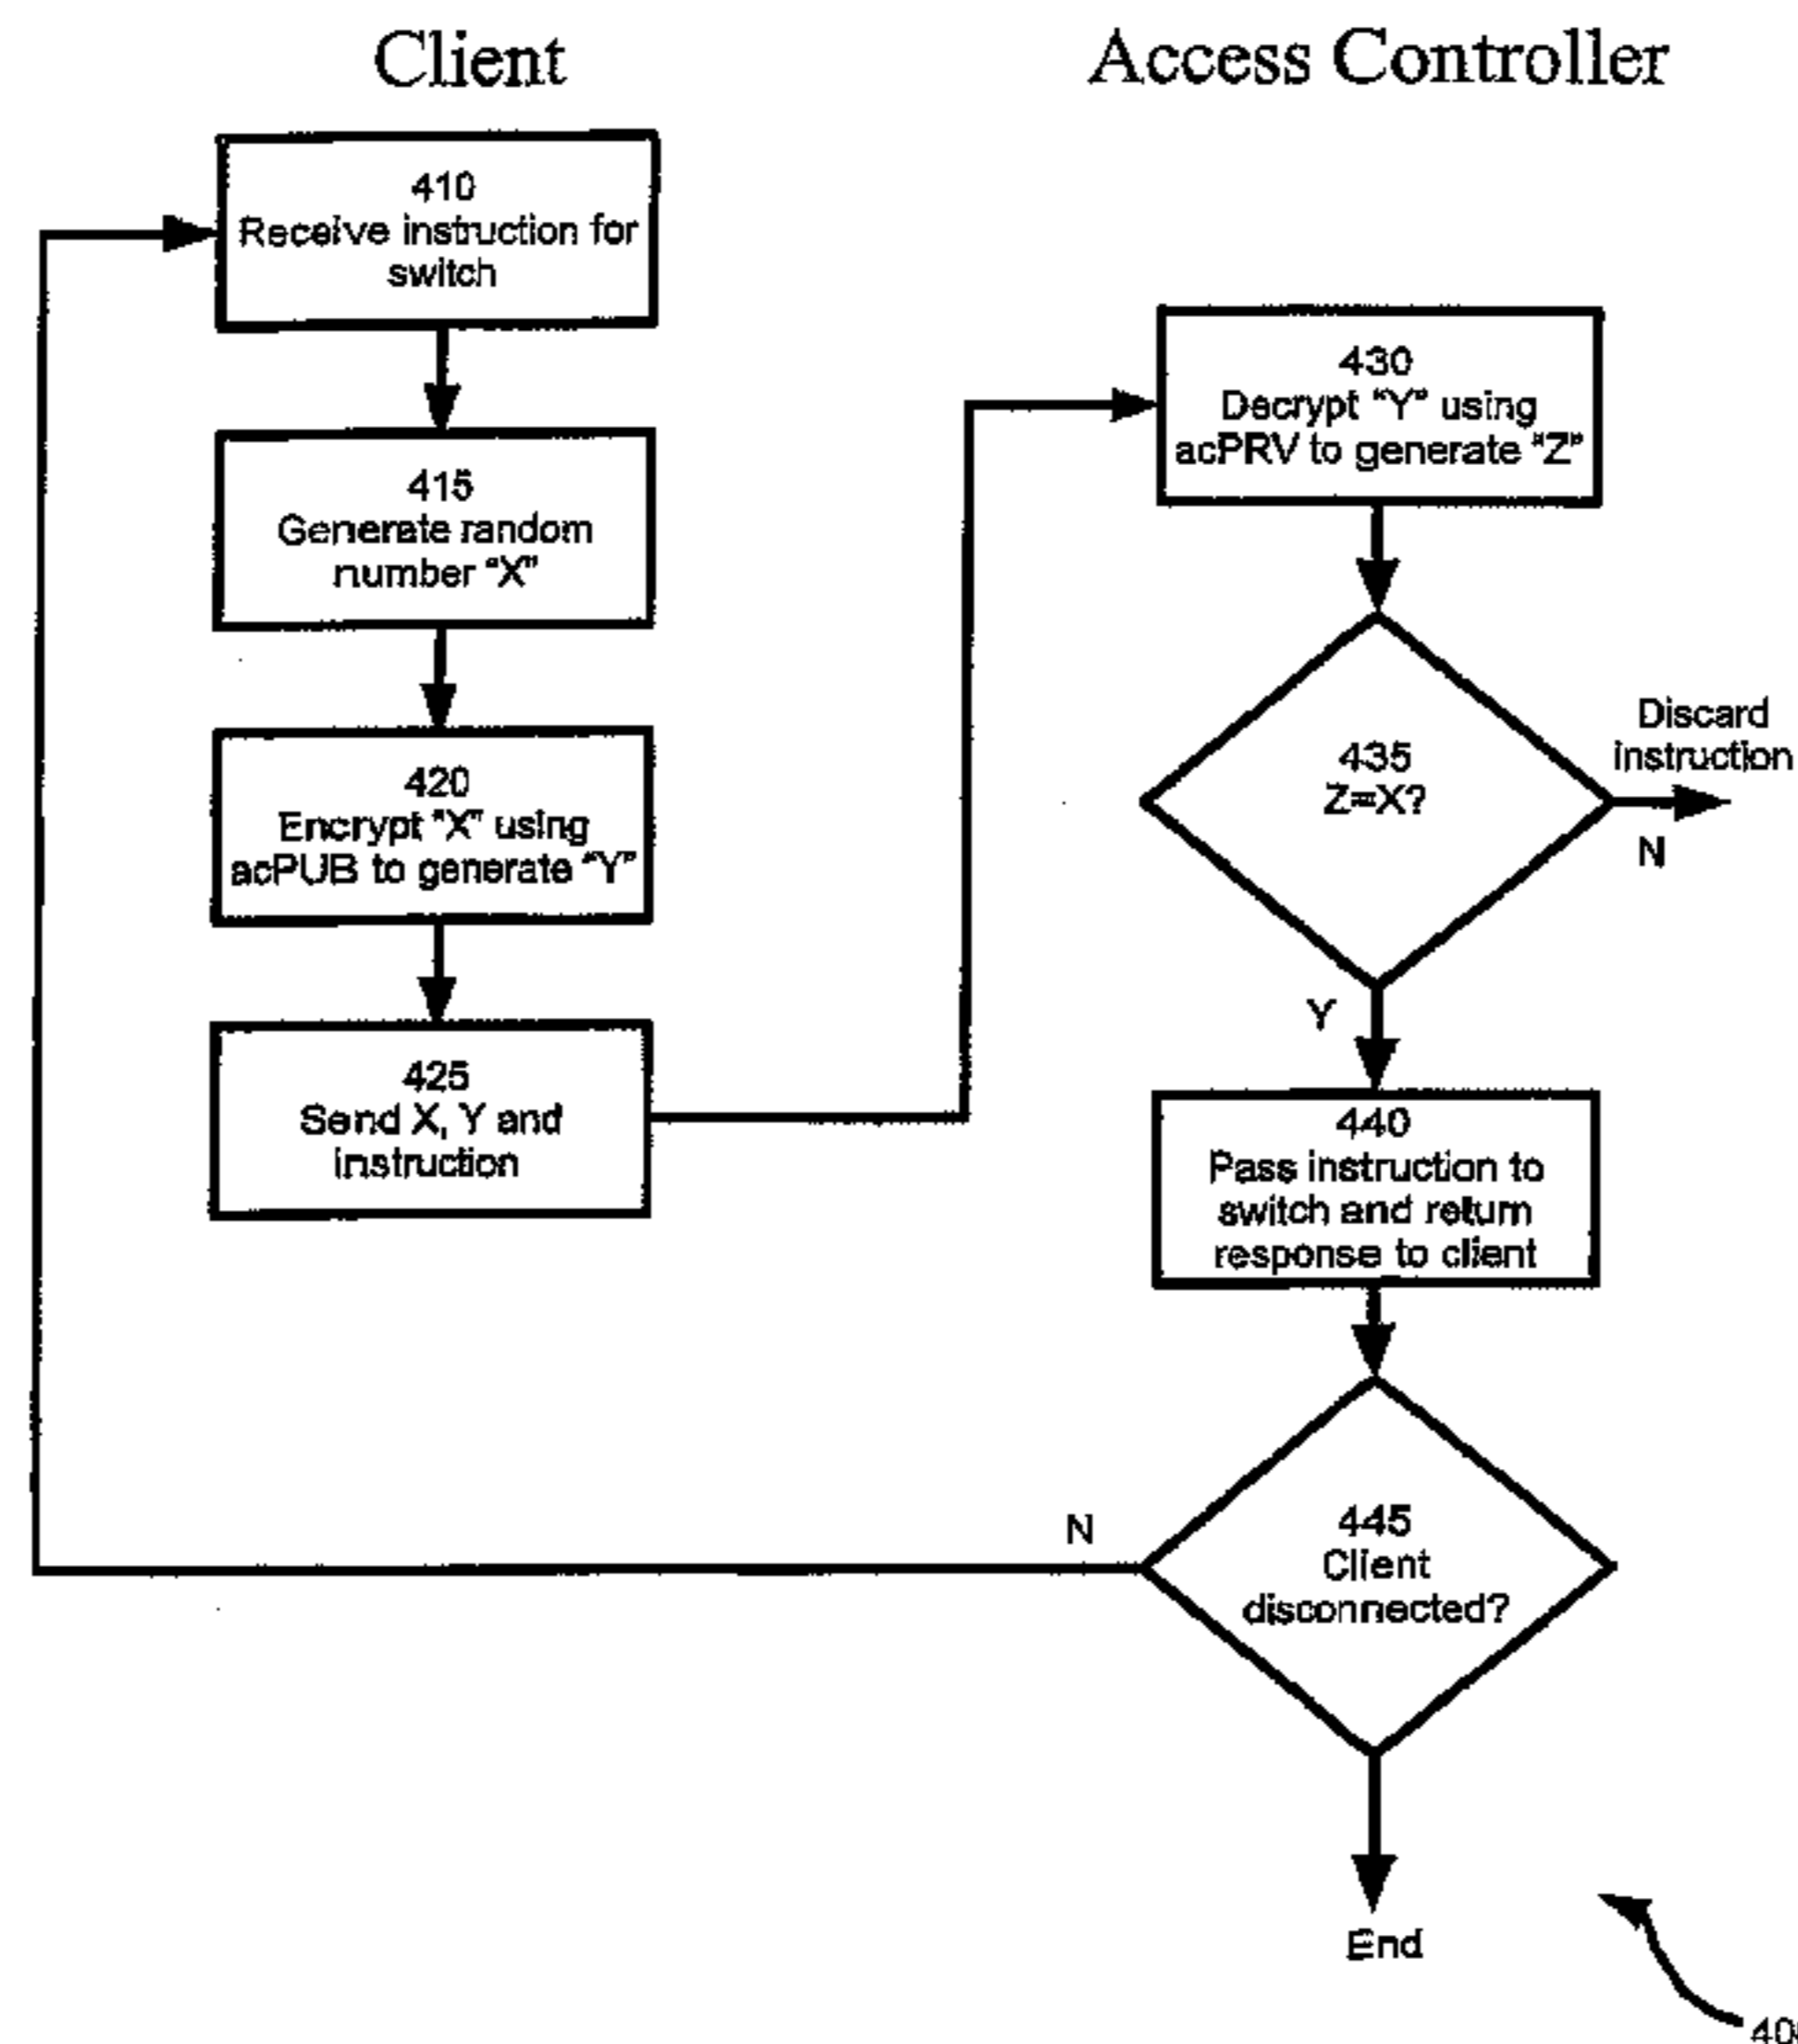 Client
Access Controller
410
Receive instruction for
switch
415
Generate random
number "X"
420
Encrypt "X" using
acPUB to generate "Y"
425
Send X, Y and
instruction
430
Decrypt "Y" using
acPRV to generate "Z"
435
Z=X?
Discard
instruction
N
Y
440
Pass instruction to
switch and return
response to client
445
Client
disconnected?
N
End